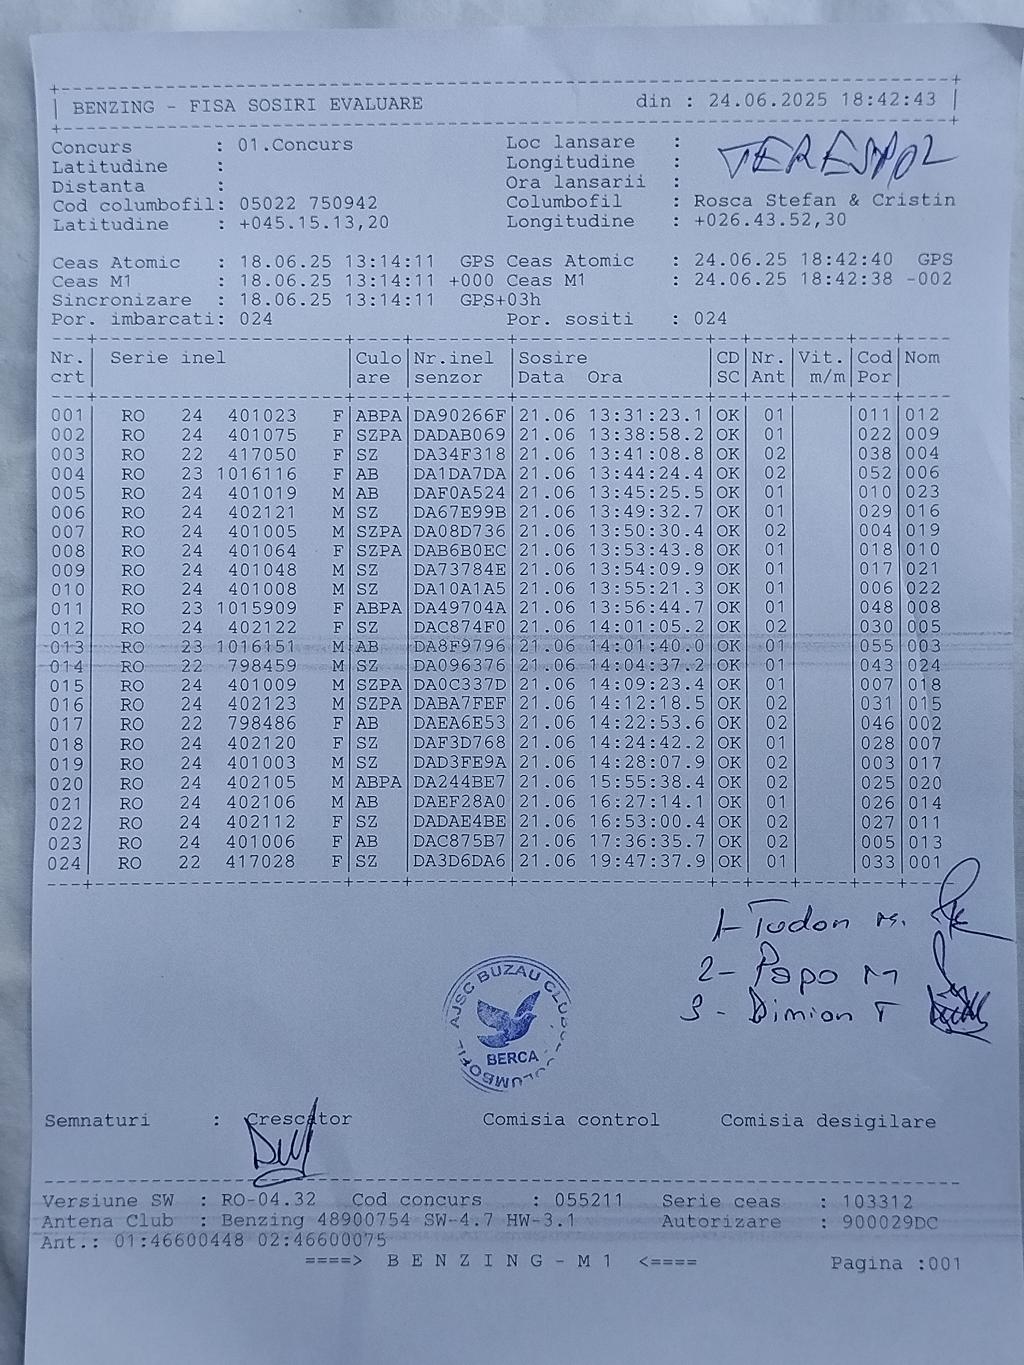 BENZING - FISA SOSIRI EVALUARE din : 24.06.2025 18:42:43
Concurs : 01.Concurs Loc lansare :
TERESPOL
Latitudine : Longitudine :
Distanta : Ora lansarii :
Cod columbofil: 05022 750942 Columbofil : Rosca Stefan & Cristin
Latitudine : +045.15.13,20 Longitudine : +026.43.52,30
Ceas Atomic : 18.06.25 13:14:11 GPS Ceas Atomic : 24.06.25 18:42:40 GPS
Ceas M1 : 18.06.25 13:14:11 +000 Ceas M1 : 24.06.25 18:42:38 -002
Sincronizare : 18.06.25 13:14:11 GPS+03h
Por. imbarcati: 024 Por. sositi : 024
Nr. Serie inel Culo Nr.inel Sosire CD Nr. Vit. Cod Nom
crt are senzor Data Ora SC Ant m/m Por
001 RO 24 401023 F ABPA DA90266F 21.06 13:31:23.1 OK 01 011 012
002 RO 24 401075 F SZPA DADAB069 21.06 13:38:58.2 OK 01 022 009
003 RO 22 417050 F SZ DA34F318 21.06 13:41:08.8 OK 02 038 004
004 RO 23 1016116 F AB DA1DA7DA 21.06 13:44:24.4 OK 02 052 006
005 RO 24 401019 M AB DAF0A524 21.06 13:45:25.5 OK 01 010 023
006 RO 24 402121 M SZ DA67E99B 21.06 13:49:32.7 OK 01 029 016
007 RO 24 401005 M SZPA DA08D736 21.06 13:50:30.4 OK 02 004 019
008 RO 24 401064 F SZPA DAB6B0EC 21.06 13:53:43.8 OK 01 018 010
009 RO 24 401048 M SZ DA73784E 21.06 13:54:09.9 OK 01 017 021
010 RO 24 401008 M SZ DA10A1A5 21.06 13:55:21.3 OK 01 006 022
011 RO 23 1015909 F ABPA DA49704A 21.06 13:56:44.7 OK 01 048 008
012 RO 24 402122 F SZ DAC874F0 21.06 14:01:05.2 OK 02 030 005
013 RO 23 1016151 M AB DA8F9796 21.06 14:01:40.0 OK 01 055 003
014 RO 22 798459 M SZ DA096376 21.06 14:04:37.2 OK 01 043 024
015 RO 24 401009 M SZPA DA0C337D 21.06 14:09:23.4 OK 01 007 018
016 RO 24 402123 M SZPA DABA7FEF 21.06 14:12:18.5 OK 02 031 015
017 RO 22 798486 F AB DAEA6E53 21.06 14:22:53.6 OK 02 046 002
018 RO 24 402120 F SZ DAF3D768 21.06 14:24:42.2 OK 01 028 007
019 RO 24 401003 M SZ DAD3FE9A 21.06 14:28:07.9 OK 02 003 017
020 RO 24 402105 M ABPA DA244BE7 21.06 15:55:38.4 OK 02 025 020
021 RO 24 402106 M AB DAEF28A0 21.06 16:27:14.1 OK 01 026 014
022 RO 24 402112 F SZ DADAE4BE 21.06 16:53:00.4 OK 02 027 011
023 RO 24 401006 F AB DAC875B7 21.06 17:36:35.7 OK 02 005 013
024 RO 22 417028 F SZ DA3D6DA6 21.06 19:47:37.9 OK 01 033 001
1- Tudon M.
2- Papo M
3 - Dimion T
AJSC BUZAU CLUB
BERCA
COLUMBOFIL
Semnaturi : Crescator Comisia control Comisia desigilare
Versiune SW : RO-04.32 Cod concurs : 055211 Serie ceas : 103312
Antena Club : Benzing 48900754 SW-4.7 HW-3.1 Autorizare : 900029DC
Ant.: 01:46600448 02:46600075
====> B E N Z I N G - M 1 <==== Pagina :001